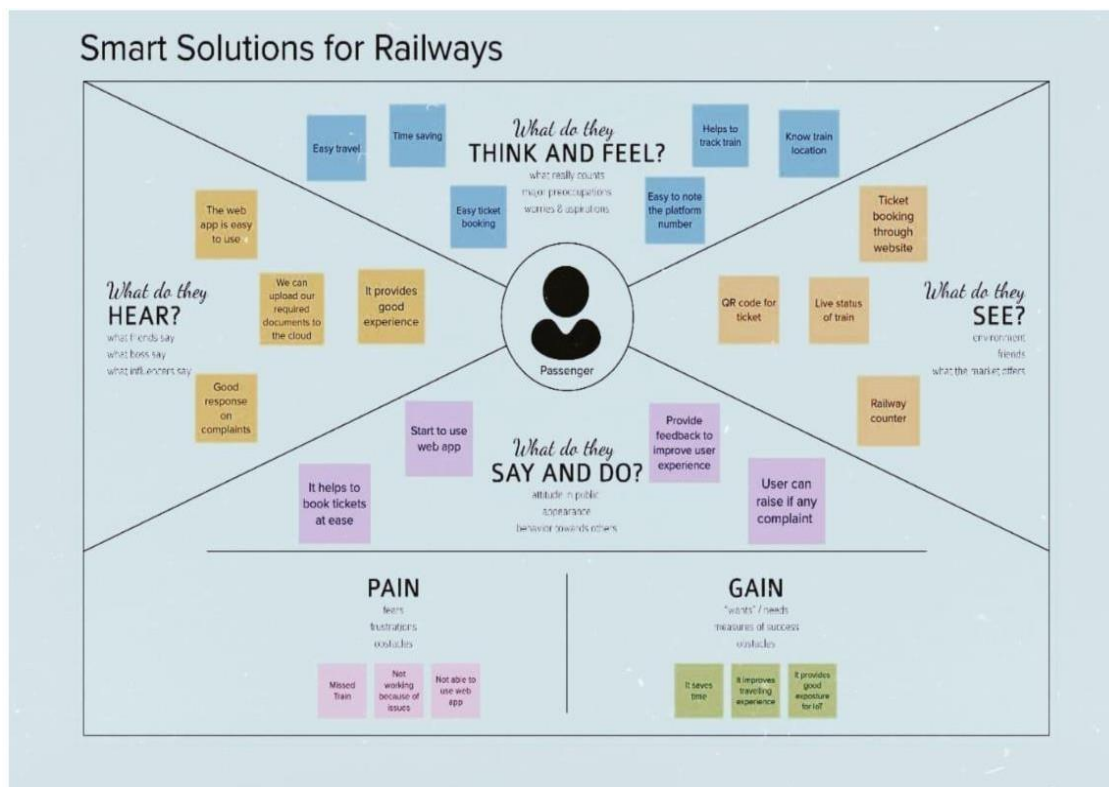 Smart Solutions for Railways
What do they
THINK AND FEEL?
what really counts
major preoccupations
worries & aspirations
Easy travel
Time saving
Easy ticket
booking
Helps to
track train
Know train
location
Easy to note
the platform
number
What do they
HEAR?
what friends say
what boss say
what influencers say
The web
app is easy
to use
We can
upload our
required
documents to
the cloud
It provides
good
experience
Good
response
on
complaints
Passenger
What do they
SEE?
environment
friends
what the market offers
Ticket
booking
through
website
QR code for
ticket
Live status
of train
Railway
counter
What do they
SAY AND DO?
attitude in public
appearance
behavior towards others
Start to use
web app
It helps to
book tickets
at ease
Provide
feedback to
improve user
experience
User can
raise if any
complaint
PAIN
fears
frustrations
obstacles
Missed
Train
Not
working
because of
issues
Not able to
use web
app
GAIN
"wants" / needs
measures of success
obstacles
It saves
time
It improves
traveling
experience
It provides
good
exposure
for IoT